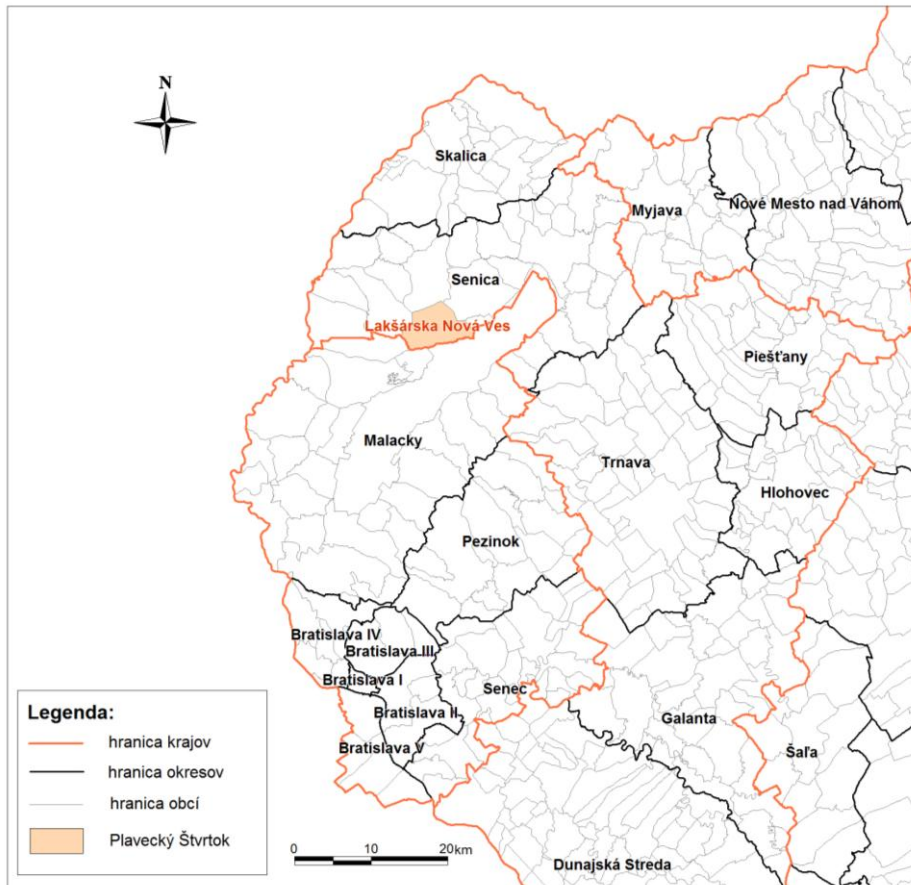 N
Skalica
Myjava
Nové Mesto nad Váhom
Senica
Lakšárska Nová Ves
Piešťany
Malacky
Trnava
Hlohovec
Pezinok
Bratislava IV
Bratislava III
Bratislava I
Senec
Bratislava II
Galanta
Bratislava V
Šaľa
Dunajská Streda
Legenda:
hranica krajov
hranica okresov
hranica obcí
Plavecký Štvrtok
0 10 20km